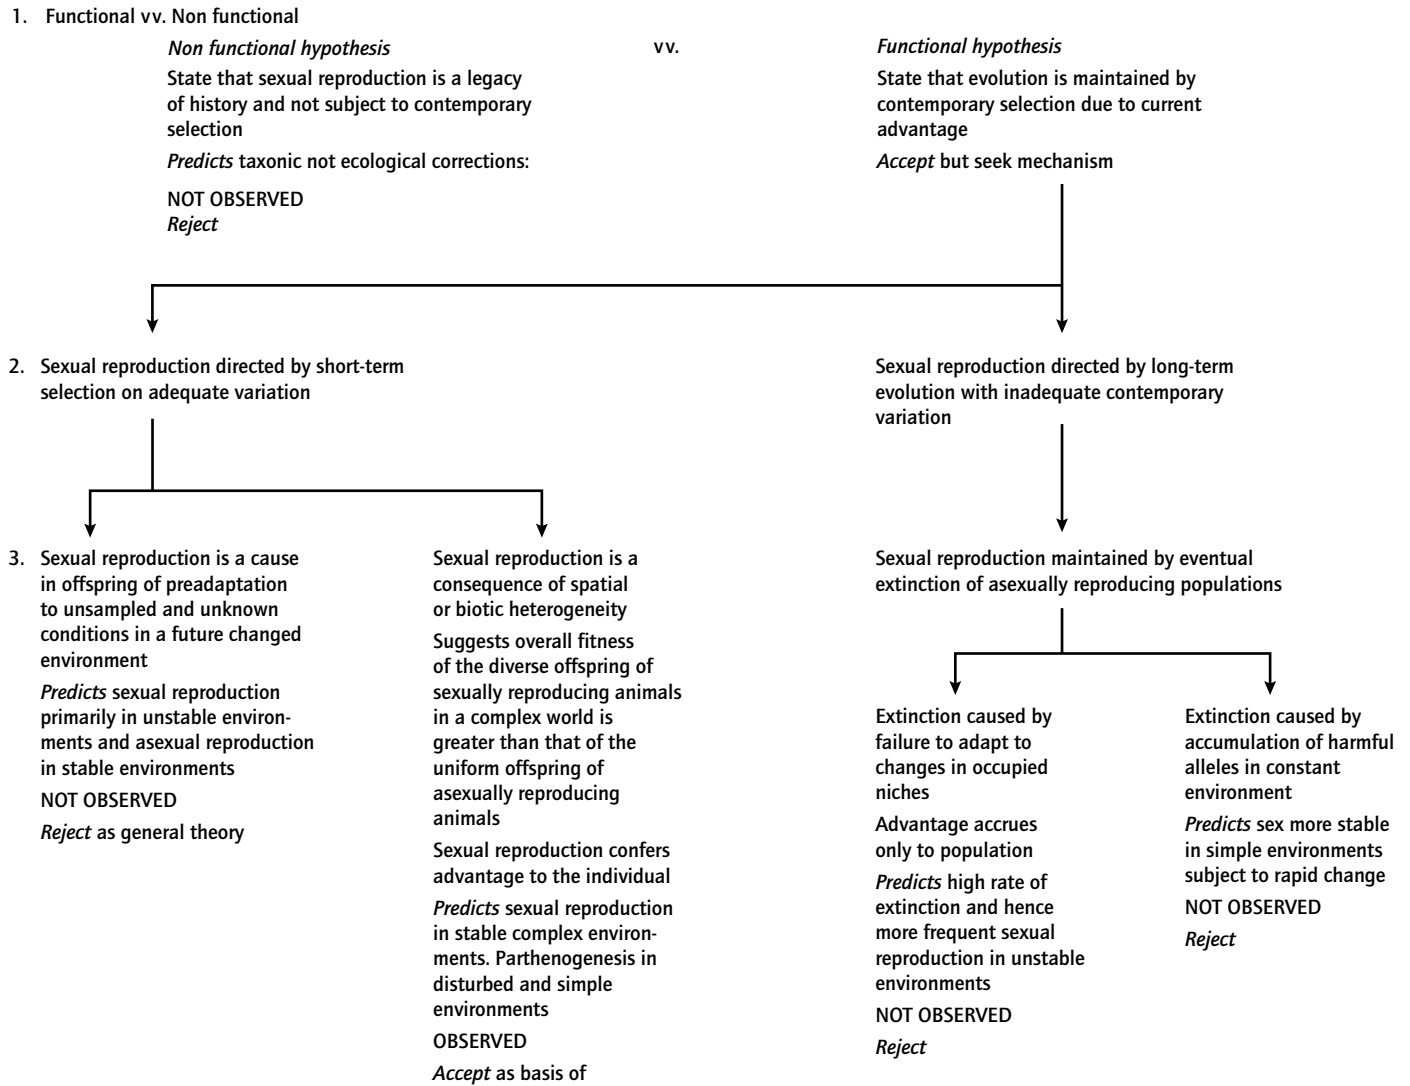 1. Functional vv. Non functional
Non functional hypothesis
vv.
Functional hypothesis
State that sexual reproduction is a legacy
of history and not subject to contemporary
selection
Predicts taxonic not ecological corrections:
NOT OBSERVED
Reject
State that evolution is maintained by
contemporary selection due to current
advantage
Accept but seek mechanism
2. Sexual reproduction directed by short-term
selection on adequate variation
Sexual reproduction directed by long-term
evolution with inadequate contemporary
variation
3. Sexual reproduction is a cause
in offspring of preadaptation
to unsampled and unknown
conditions in a future changed
environment
Predicts sexual reproduction
primarily in unstable environ-
ments and asexual reproduction
in stable environments
NOT OBSERVED
Reject as general theory
Sexual reproduction is a
consequence of spatial
or biotic heterogeneity
Suggests overall fitness
of the diverse offspring of
sexually reproducing animals
in a complex world is
greater than that of the
uniform offspring of
asexually reproducing
animals
Sexual reproduction confers
advantage to the individual
Predicts sexual reproduction
in stable complex environ-
ments. Parthenogenesis in
disturbed and simple
environments
OBSERVED
Accept as basis of
Sexual reproduction maintained by eventual
extinction of asexually reproducing populations
Extinction caused by
failure to adapt to
changes in occupied
niches
Advantage accrues
only to population
Predicts high rate of
extinction and hence
more frequent sexual
reproduction in unstable
environments
NOT OBSERVED
Reject
Extinction caused by
accumulation of harmful
alleles in constant
environment
Predicts sex more stable
in simple environments
subject to rapid change
NOT OBSERVED
Reject